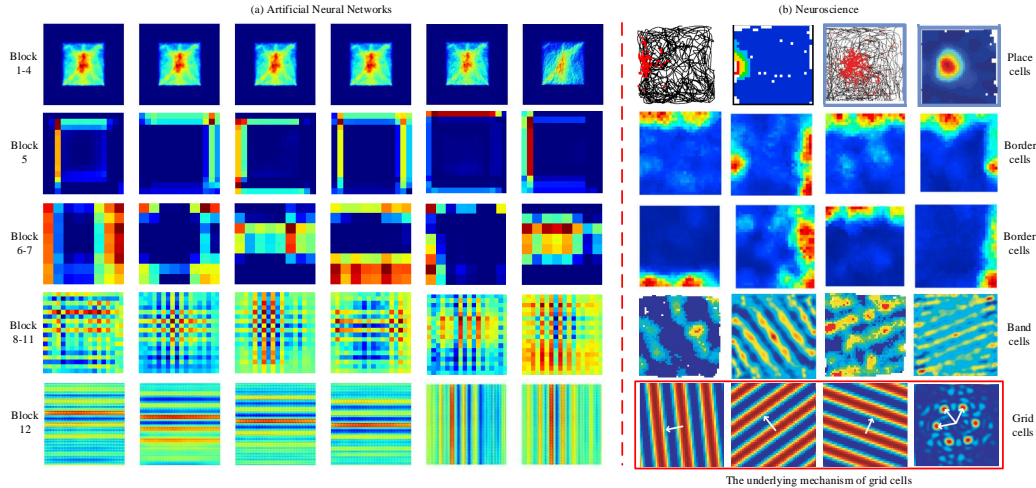 (a) Artificial Neural Networks
(b) Neuroscience
Block
1-4
Place
cells
Block
5
Border
cells
Block
6-7
Border
cells
Block
8-11
Band
cells
Block
12
Grid
cells
The underlying mechanism of grid cells